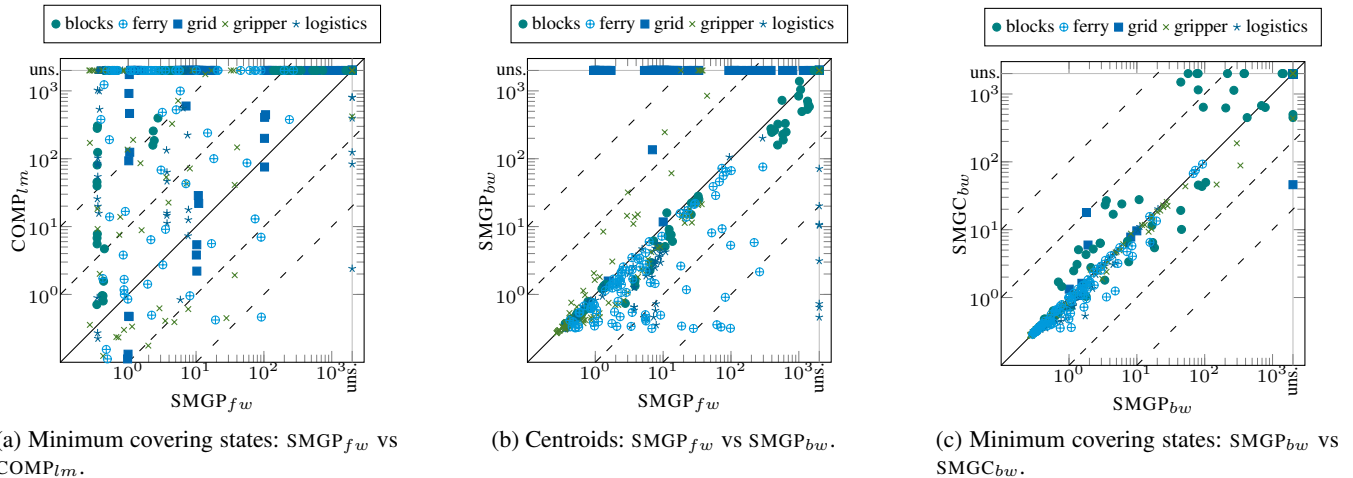 blocks ferry grid gripper logistics
uns.
10³
10²
10¹
10⁰
COMP_lm
10⁰ 10¹ 10² 10³ uns.
SMGP_fw
(a) Minimum covering states: SMGP_fw vs
COMP_lm.
blocks ferry grid gripper logistics
uns.
10³
10²
10¹
10⁰
SMGP_bw
10⁰ 10¹ 10² 10³ uns.
SMGP_fw
(b) Centroids: SMGP_fw vs SMGP_bw.
blocks ferry grid gripper logistics
uns.
10³
10²
10¹
10⁰
SMGC_bw
10⁰ 10¹ 10² 10³ uns.
SMGP_bw
(c) Minimum covering states: SMGP_bw vs
SMGC_bw.